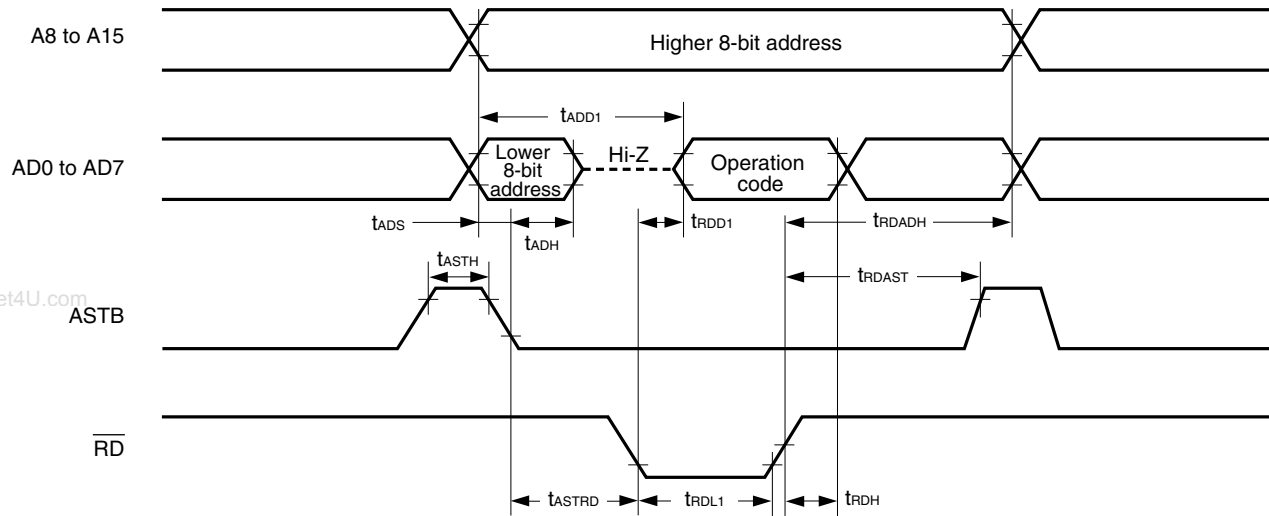 A8 to A15
Higher 8-bit address
tADD1
AD0 to AD7
Lower
8-bit
address
Hi-Z
Operation
code
tADS
tADH
tRDD1
tRDADH
tASTH
tRDAST
et4U.com
ASTB
RD
tASTRD
tRDL1
tRDH